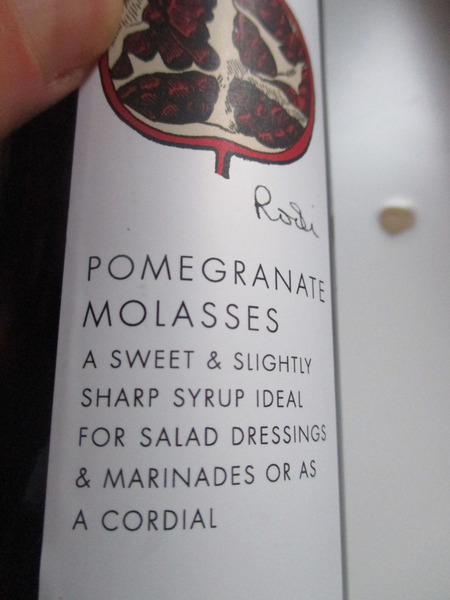 Rodi
POMEGRANATE
MOLASSES
A SWEET & SLIGHTLY
SHARP SYRUP IDEAL
FOR SALAD DRESSINGS
& MARINADES OR AS
A CORDIAL